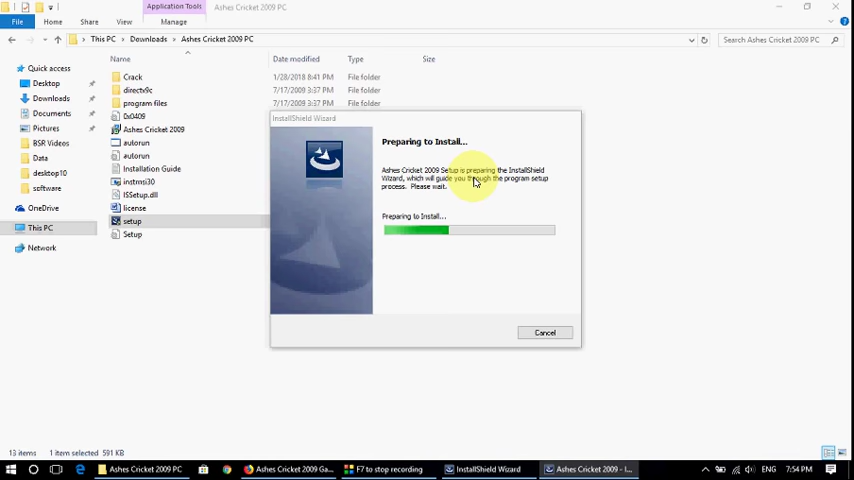 Application Tools
Ashes Cricket 2009 PC
File
Home
Share
View
Manage
This PC
Downloads
Ashes Cricket 2009 PC
Search Ashes Cricket 2009 PC
Name
Date modified
Type
Size
Quick access
Desktop
Downloads
Documents
Pictures
BSR Videos
Data
desktop10
software
OneDrive
This PC
Network
Crack
1/28/2018 8:41 PM
File folder
directx9c
7/17/2009 3:37 PM
File folder
program files
7/17/2009 3:37 PM
File folder
0x0409
Ashes Cricket 2009
autorun
autorun
Installation Guide
instmsi30
ISSetup.dll
license
setup
Setup
InstallShield Wizard
Preparing to Install...
Ashes Cricket 2009 Setup is preparing the InstallShield
Wizard, which will guide you through the program setup
process. Please wait.
Preparing to Install...
Cancel
13 items
1 item selected
591 KB
Ashes Cricket 2009 PC
Ashes Cricket 2009 Ga...
F7 to stop recording
InstallShield Wizard
Ashes Cricket 2009 - I...
ENG
7:54 PM